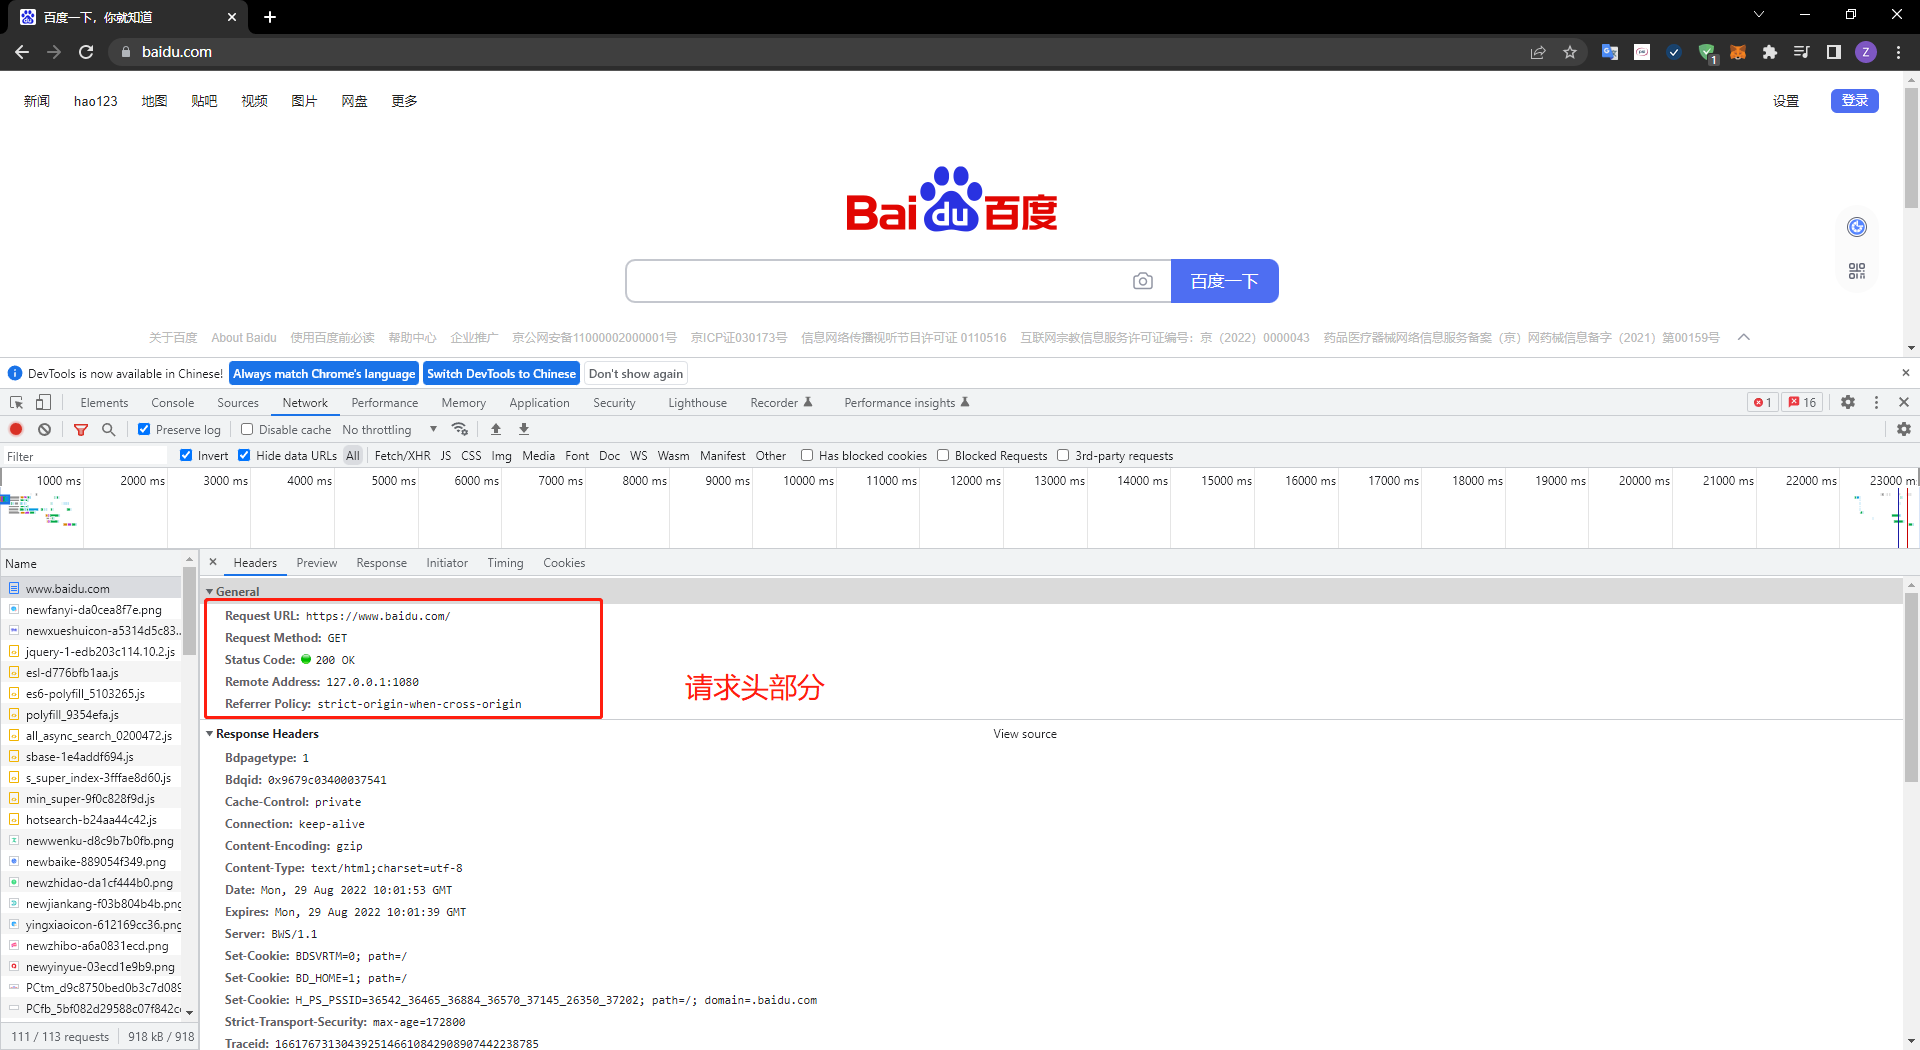 百度一下，你就知道
baidu.com
1
Z
新闻 hao123 地图 贴吧 视频 图片 网盘 更多 设置 登录
Bai du 百度
百度一下
关于百度 About Baidu 使用百度前必读 帮助中心 企业推广 京公网安备11000002000001号 京ICP证030173号 信息网络传播视听节目许可证 0110516 互联网宗教信息服务许可证编号：京（2022）0000043 药品医疗器械网络信息服务备案（京）网药械信息备字（2021）第00159号
DevTools is now available in Chinese! Always match Chrome's language Switch DevTools to Chinese Don't show again
Elements Console Sources Network Performance Memory Application Security Lighthouse Recorder Performance insights 1 16
Preserve log Disable cache No throttling
Filter Invert Hide data URLs All Fetch/XHR JS CSS Img Media Font Doc WS Wasm Manifest Other Has blocked cookies Blocked Requests 3rd-party requests
1000 ms 2000 ms 3000 ms 4000 ms 5000 ms 6000 ms 7000 ms 8000 ms 9000 ms 10000 ms 11000 ms 12000 ms 13000 ms 14000 ms 15000 ms 16000 ms 17000 ms 18000 ms 19000 ms 20000 ms 21000 ms 22000 ms 23000 m
Name
www.baidu.com
newfanyi-da0cea8f7e.png
newxueshuicon-a5314d5c83...
jquery-1-edb203c114.10.2.js
esl-d776bfb1aa.js
es6-polyfill_5103265.js
polyfill_9354efa.js
all_async_search_0200472.js
sbase-1e4addf694.js
s_super_index-3fffae8d60.js
min_super-9f0c828f9d.js
hotsearch-b24aa44c42.js
newwenku-d8c9b7b0fb.png
newbaike-889054f349.png
newzhidao-da1cf444b0.png
newjiankang-f03b804b4b.png
yingxiaoicon-612169cc36.png
newzhibo-a6a0831ecd.png
newyinyue-03ecd1e9b9.png
PCtm_d9c8750bed0b3c7d089
PCfb_5bf082d29588c07f842c
111 / 113 requests 918 kB / 918
Headers Preview Response Initiator Timing Cookies
General
Request URL: https://www.baidu.com/
Request Method: GET
Status Code: 200 OK
Remote Address: 127.0.0.1:1080
Referrer Policy: strict-origin-when-cross-origin
请求头部分
Response Headers View source
Bdpagetype: 1
Bdqid: 0x9679c03400037541
Cache-Control: private
Connection: keep-alive
Content-Encoding: gzip
Content-Type: text/html;charset=utf-8
Date: Mon, 29 Aug 2022 10:01:53 GMT
Expires: Mon, 29 Aug 2022 10:01:39 GMT
Server: BWS/1.1
Set-Cookie: BDSVRTM=0; path=/
Set-Cookie: BD_HOME=1; path=/
Set-Cookie: H_PS_PSSID=36542_36465_36884_36570_37145_26350_37202; path=/; domain=.baidu.com
Strict-Transport-Security: max-age=172800
Traceid: 1661767313043925146610842908907442238785